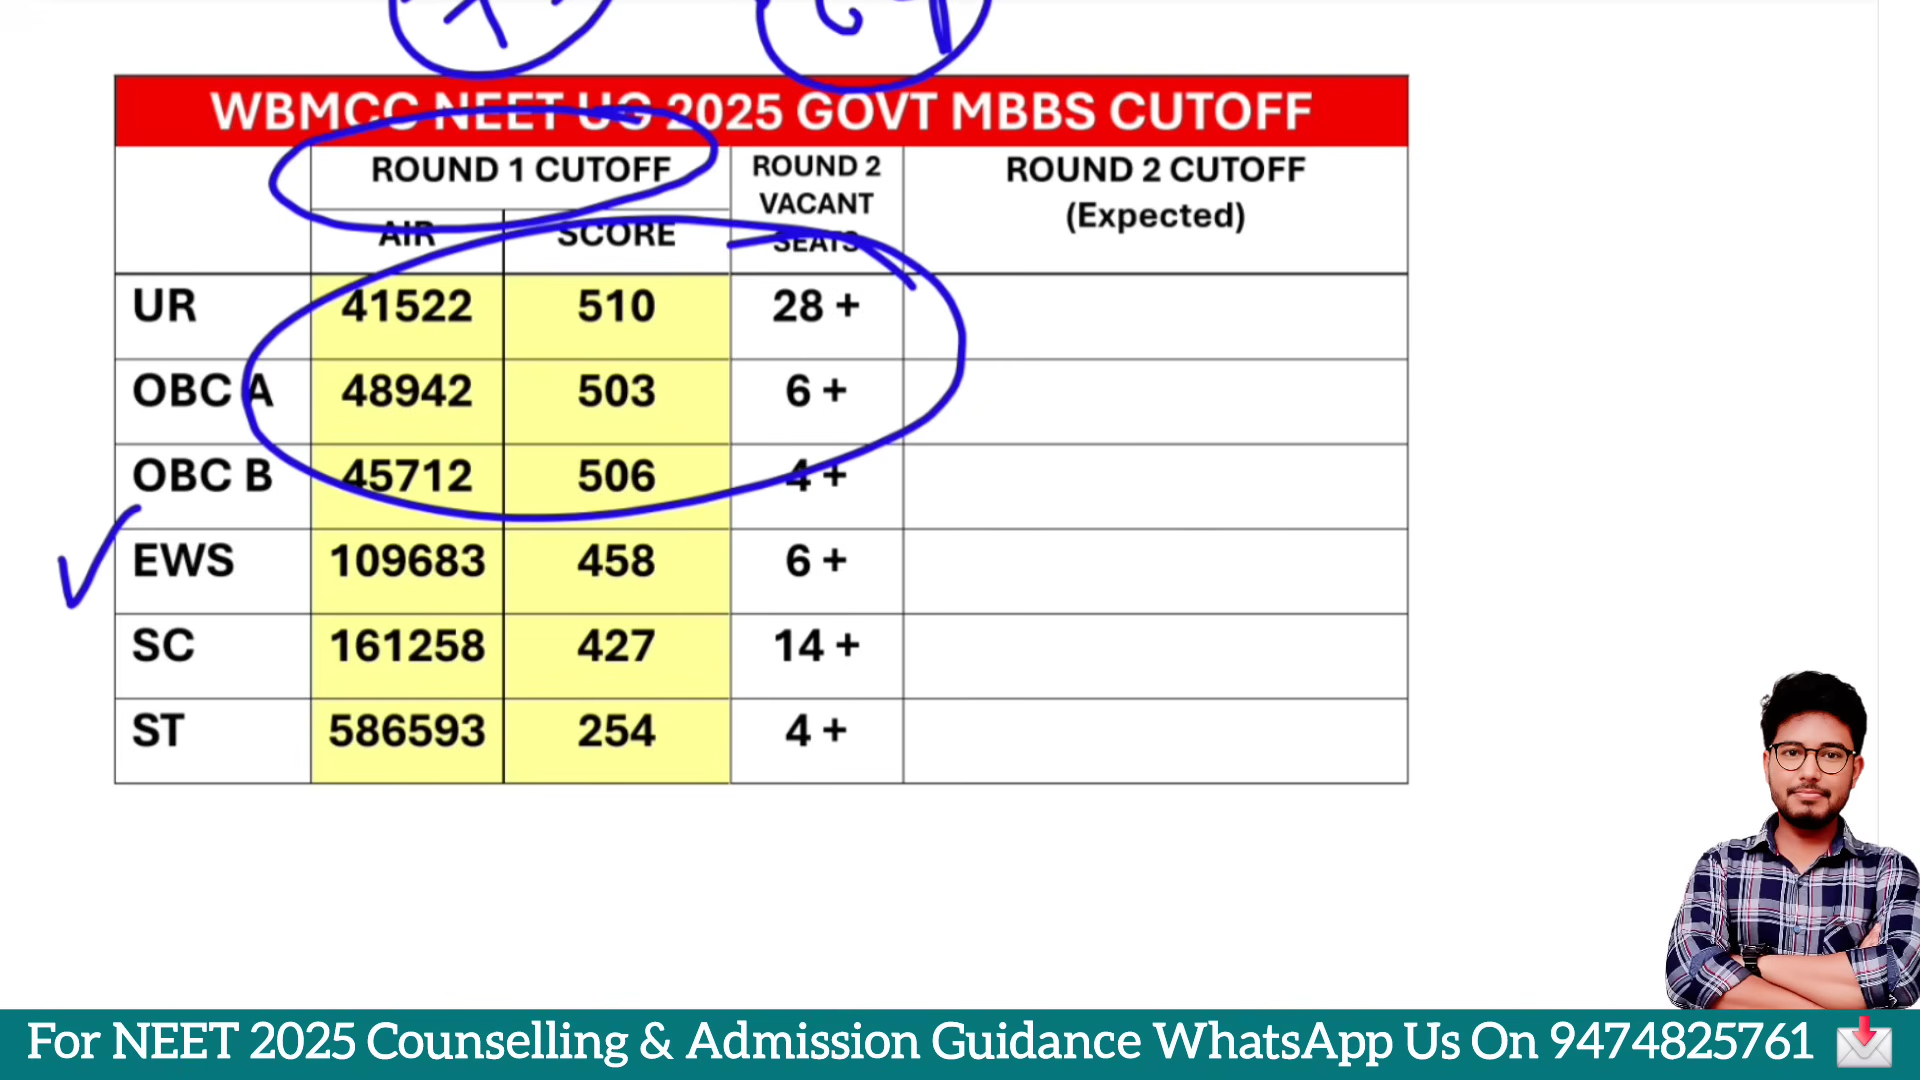 WBMCC NEET UG 2025 GOVT MBBS CUTOFF
ROUND 1 CUTOFF
ROUND 2 VACANT SEATS
ROUND 2 CUTOFF
(Expected)
AIR SCORE
UR 41522 510 28 +
OBC A 48942 503 6 +
OBC B 45712 506 4 +
EWS 109683 458 6 +
SC 161258 427 14 +
ST 586593 254 4 +
For NEET 2025 Counselling & Admission Guidance WhatsApp Us On 9474825761